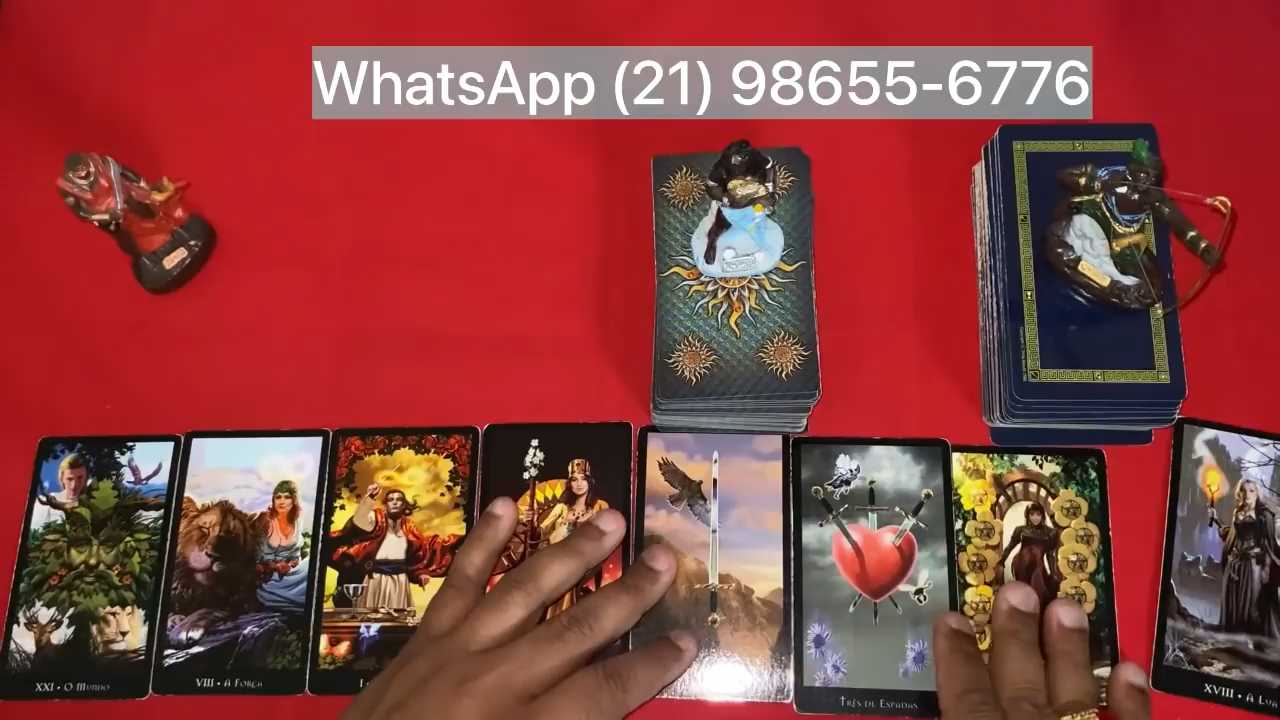 WhatsApp (21) 98655-6776
XXI • O Mundo
VIII • A Força
Três de Espadas
XVIII • A Lua